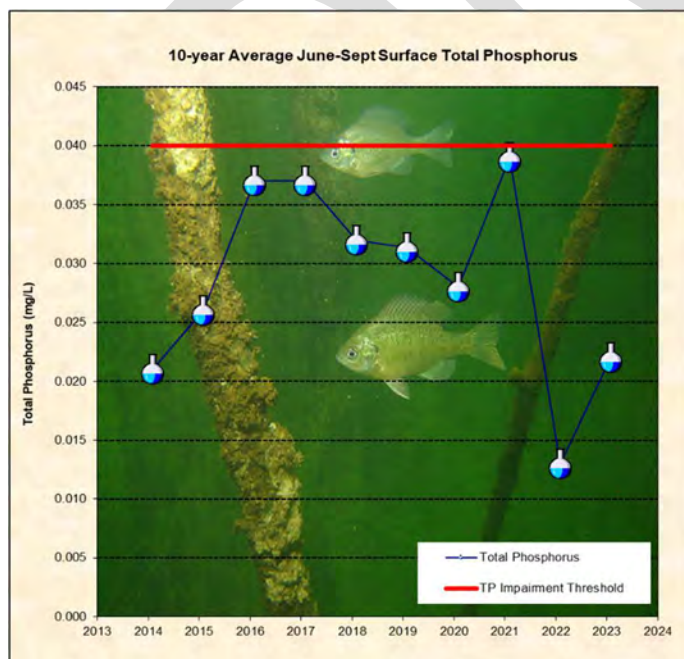 10-year Average June-Sept Surface Total Phosphorus
Total Phosphorus (mg/L)
0.045
0.040
0.035
0.030
0.025
0.020
0.015
0.010
0.005
0.000
2013 2014 2015 2016 2017 2018 2019 2020 2021 2022 2023 2024
Total Phosphorus
TP Impairment Threshold